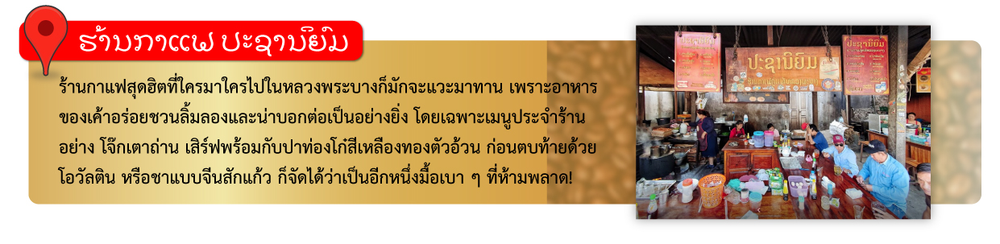 ຮ້ານກາແຟ ປະຊານິຍົມ
ร้านกาแฟสุดฮิตที่ใครมาใครไปในหลวงพระบางก็มักจะแวะมาทาน เพราะอาหาร
ของเค้าอร่อยชวนลิ้มลองและน่าบอกต่อเป็นอย่างยิ่ง โดยเฉพาะเมนูประจำร้าน
อย่าง โจ๊กเตาถ่าน เสิร์ฟพร้อมกับปาท่องโก๋สีเหลืองทองตัวอ้วน ก่อนตบท้ายด้วย
โอวัลติน หรือชาแบบจีนสักแก้ว ก็จัดได้ว่าเป็นอีกหนึ่งมื้อเบา ๆ ที่ห้ามพลาด!
ປະຊານິຍົມ
ປະຊານິຍົມ
ປະຊານິຍົມ